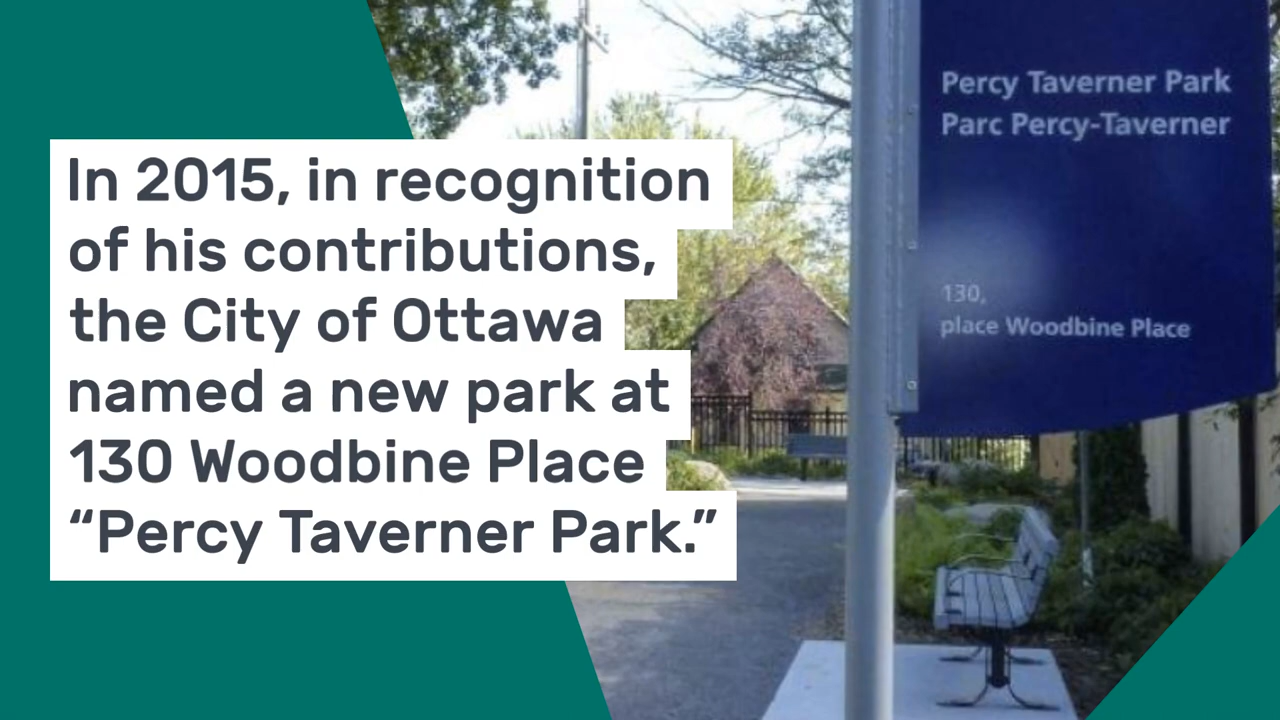 In 2015, in recognition
of his contributions,
the City of Ottawa
named a new park at
130 Woodbine Place
“Percy Taverner Park.”
Percy Taverner Park
Parc Percy-Taverner
130,
place Woodbine Place